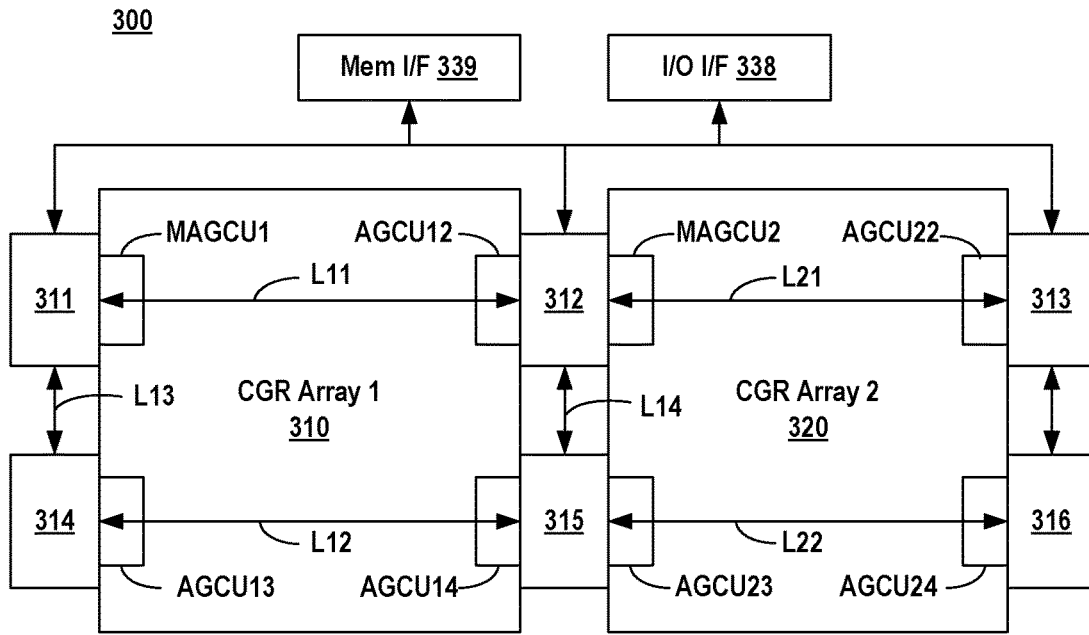 300
Mem I/F 339
I/O I/F 338
MAGCU1
AGCU12
MAGCU2
AGCU22
311
L11
312
L21
313
L13
CGR Array 1
310
L14
CGR Array 2
320
314
L12
315
L22
316
AGCU13
AGCU14
AGCU23
AGCU24